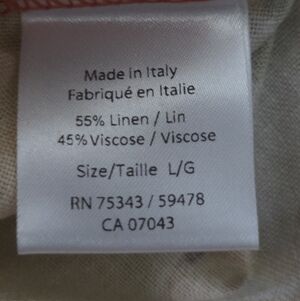 Made in Italy
Fabriqué en Italie
55% Linen / Lin
45% Viscose / Viscose
Size/Taille L/G
RN 75343 / 59478
CA 07043